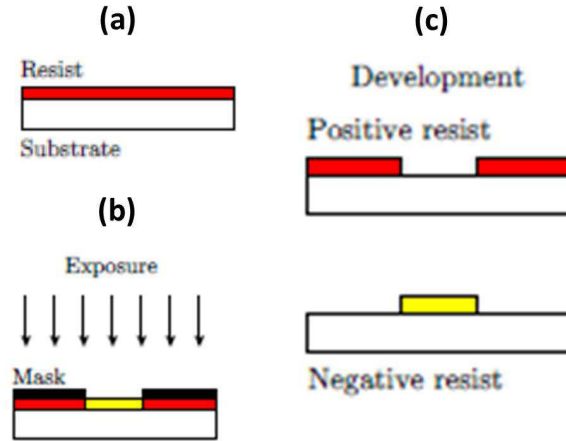 (a)
Resist
Substrate
(b)
Exposure
Mask
(c)
Development
Positive resist
Negative resist